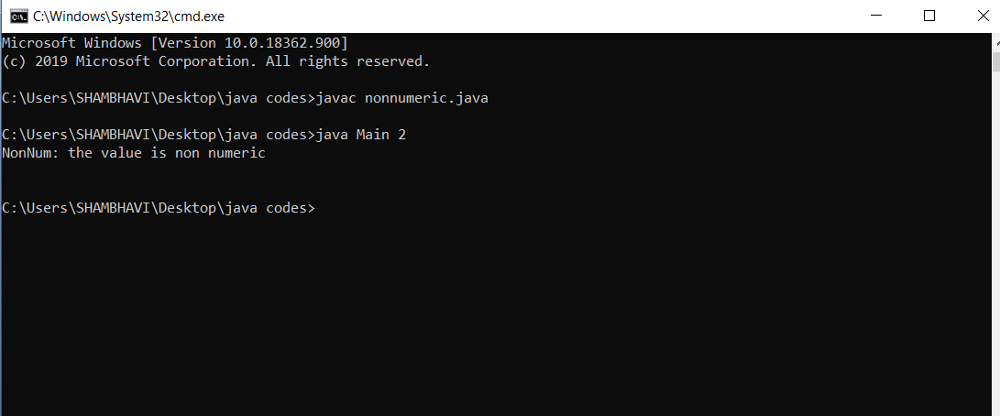 C:\Windows\System32\cmd.exe
Microsoft Windows [Version 10.0.18362.900]
(c) 2019 Microsoft Corporation. All rights reserved.
C:\Users\SHAMBHAVI\Desktop\java codes>javac nonnumeric.java
C:\Users\SHAMBHAVI\Desktop\java codes>java Main 2
NonNum: the value is non numeric
C:\Users\SHAMBHAVI\Desktop\java codes>